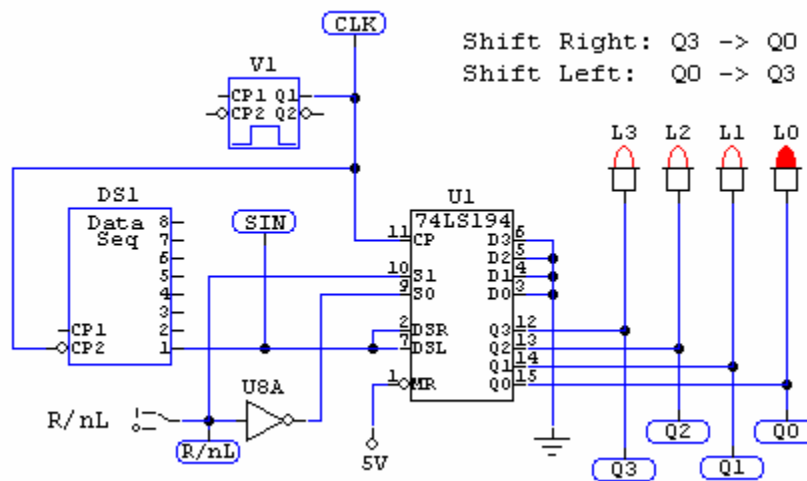 CLK
Shift Right: Q3 -> Q0
Shift Left: Q0 -> Q3
V1
CP1 Q1
CP2 Q2
L3 L2 L1 L0
DS1
Data
Seq
8
7
6
5
4
3
2
1
CP1
CP2
SIN
U1
74LS194
11 CP
10 S1
9 S0
2 DSR
7 DSL
1 MR
D3 6
D2 5
D1 4
D0 3
Q3 12
Q2 13
Q1 14
Q0 15
U8A
R/nL
R/nL
5V
Q3
Q2
Q1
Q0